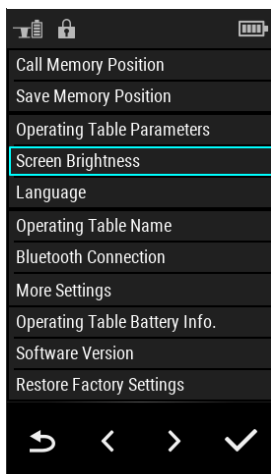 Call Memory Position
Save Memory Position
Operating Table Parameters
Screen Brightness
Language
Operating Table Name
Bluetooth Connection
More Settings
Operating Table Battery Info.
Software Version
Restore Factory Settings